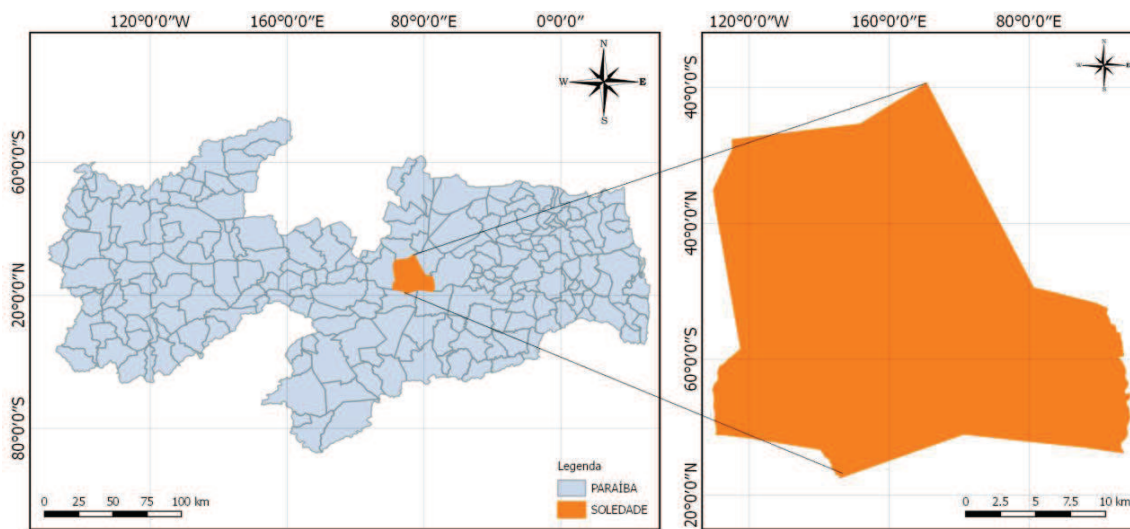 120°0'0"W 160°0'0"W 80°0'0"W 0°0'0"
60°0'0"S
20°0'0"N
80°0'0"S
N
W E
S
Legenda
PARAÍBA
SOLEDADE
0 25 50 75 100 km
120°0'0"W 160°0'0"W 80°0'0"W
40°0'0"S
40°0'0"N
60°0'0"S
20°0'0"N
N
W E
S
0 2.5 5 7.5 10 km